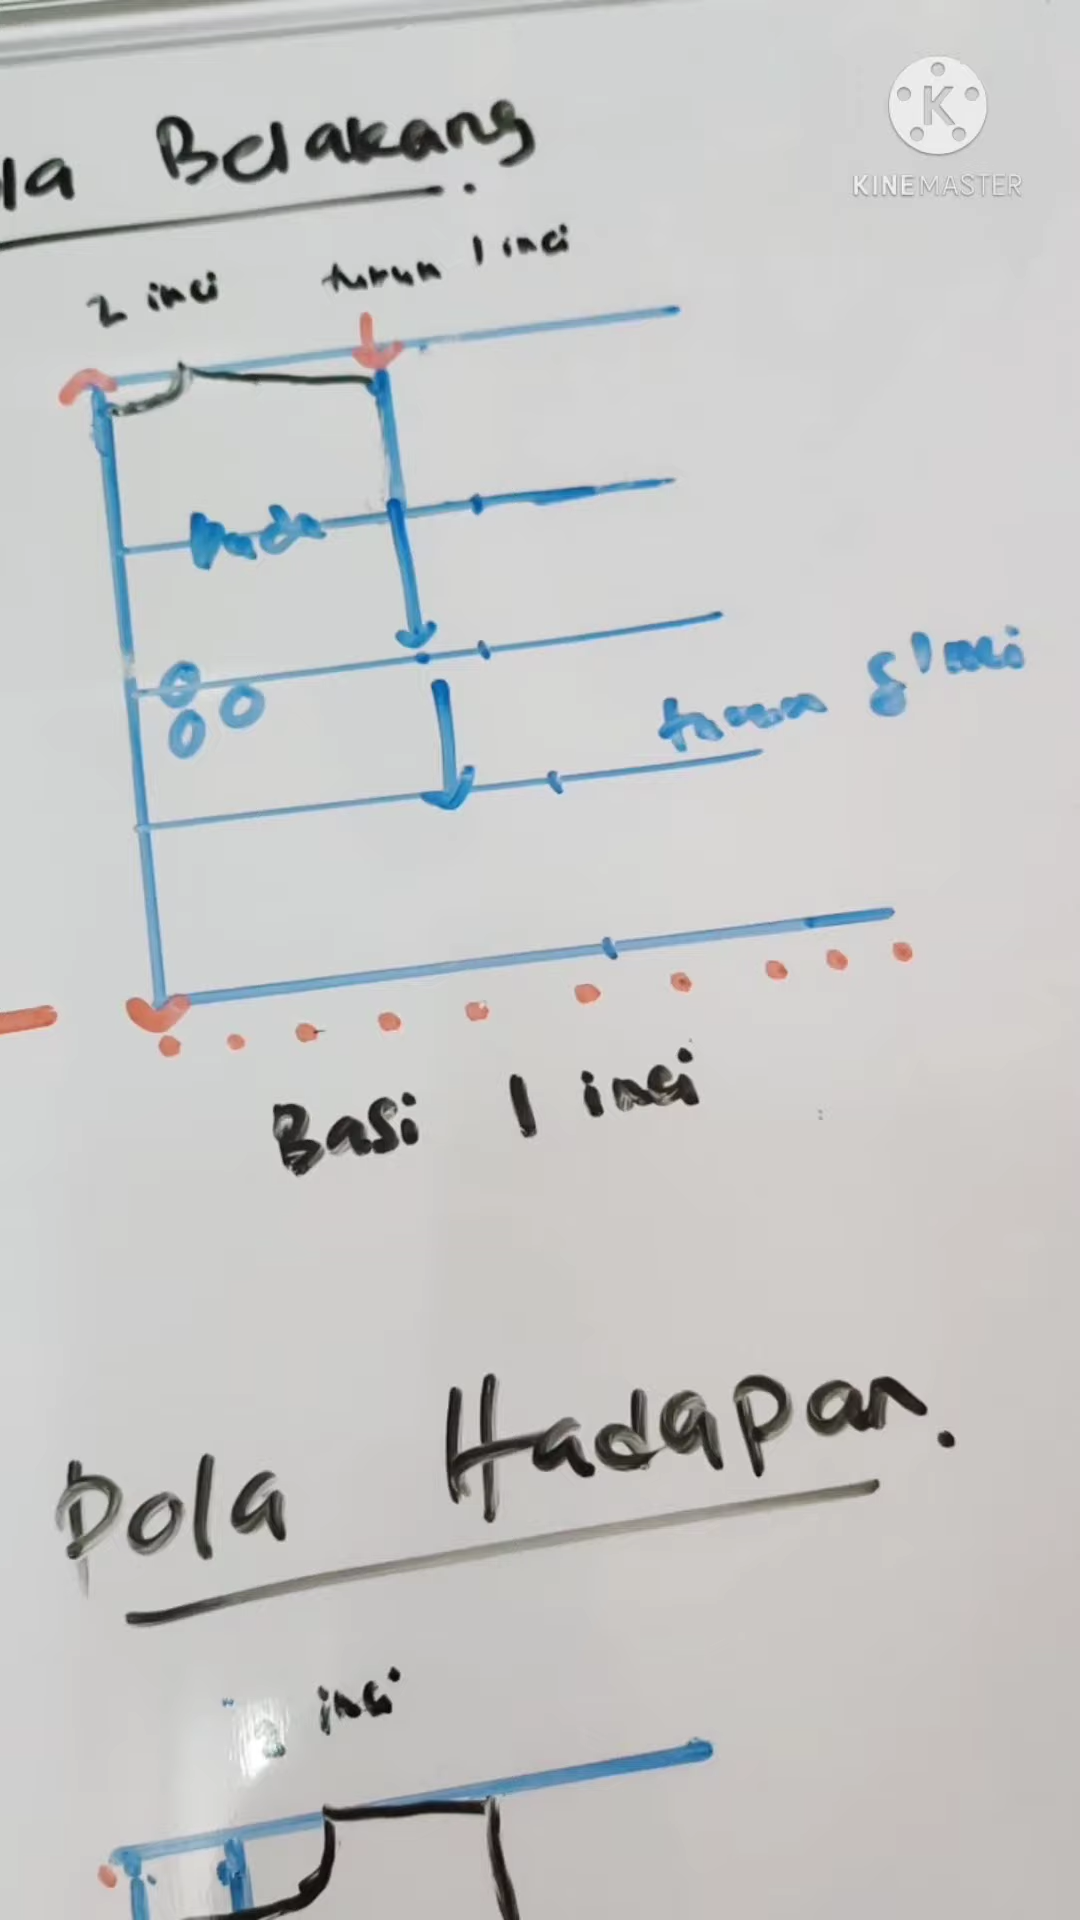 la Belakang
K
KINEMASTER
2 inci turun 1 inci
turun 8 inci
Basi 1 inci
Pola Hadapan.
inci